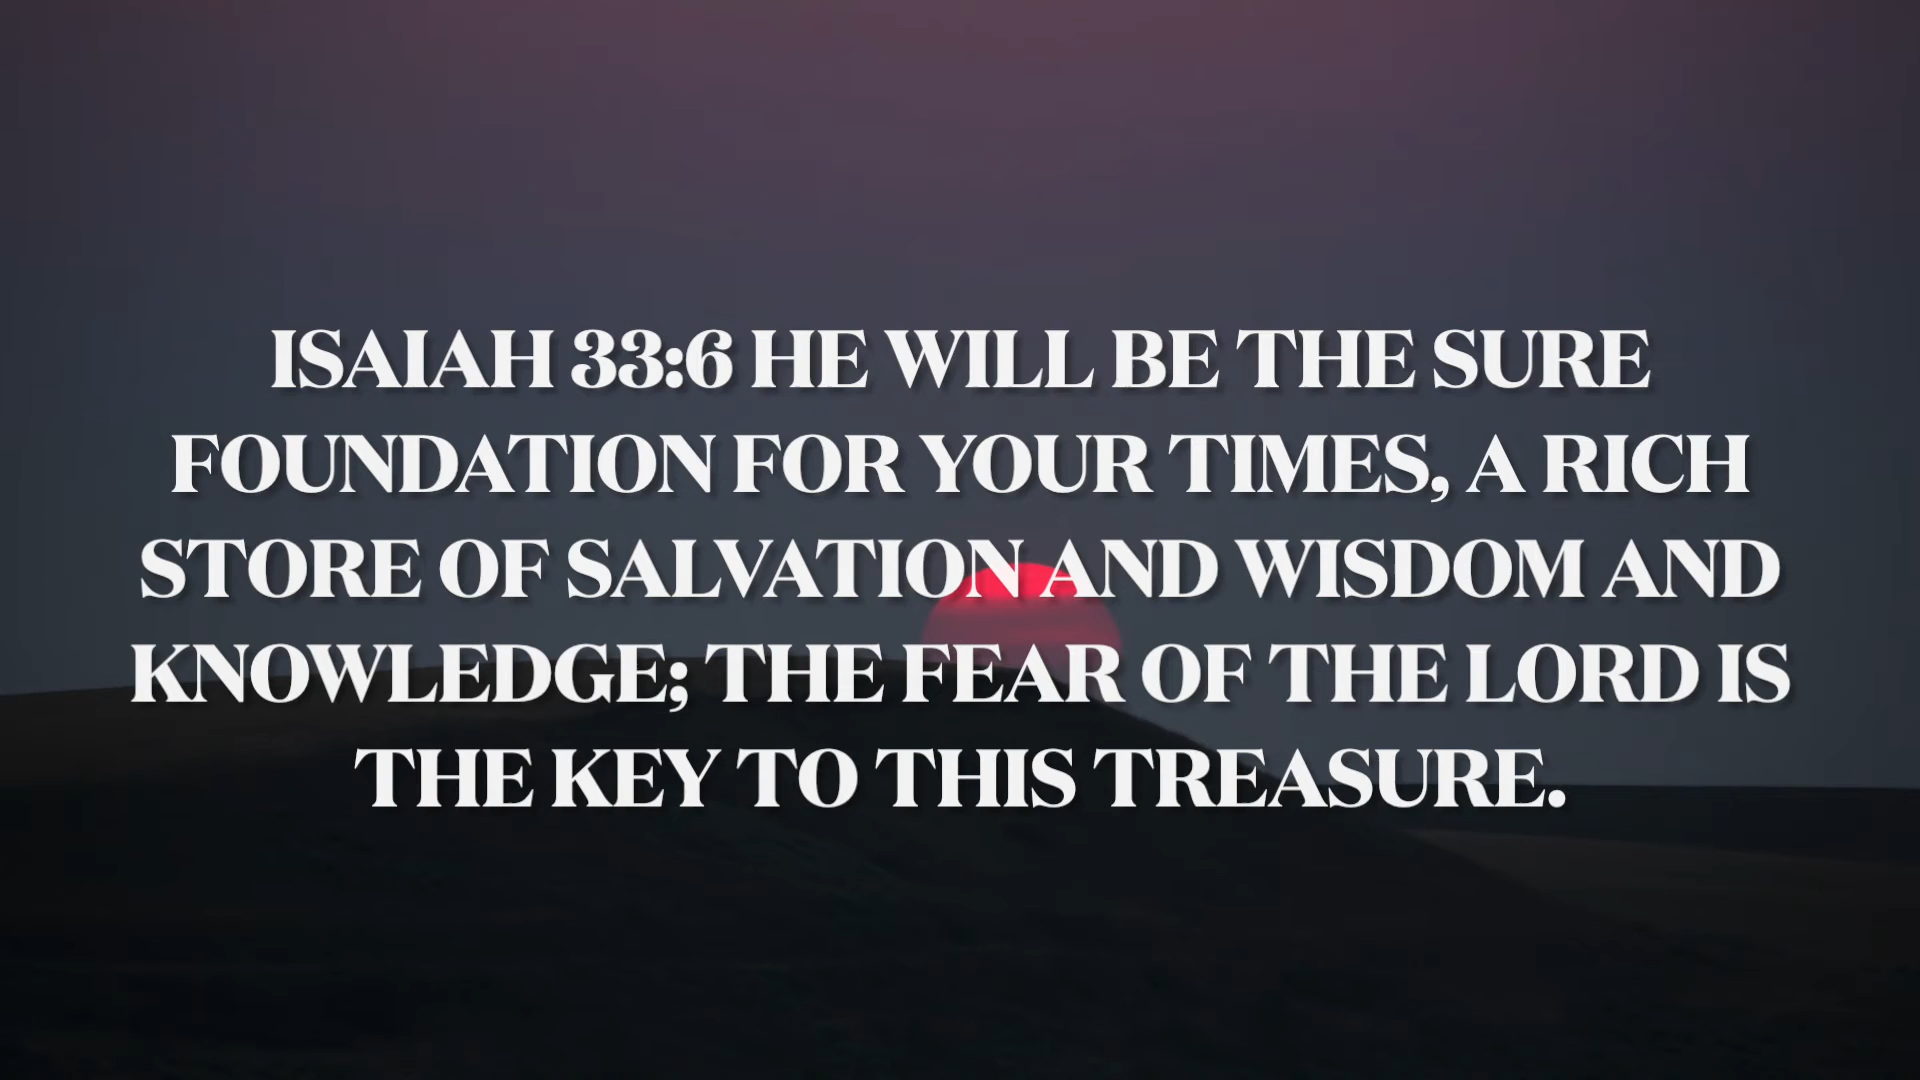 ISAIAH 33:6 HE WILL BE THE SURE
FOUNDATION FOR YOUR TIMES, A RICH
STORE OF SALVATION AND WISDOM AND
KNOWLEDGE; THE FEAR OF THE LORD IS
THE KEY TO THIS TREASURE.